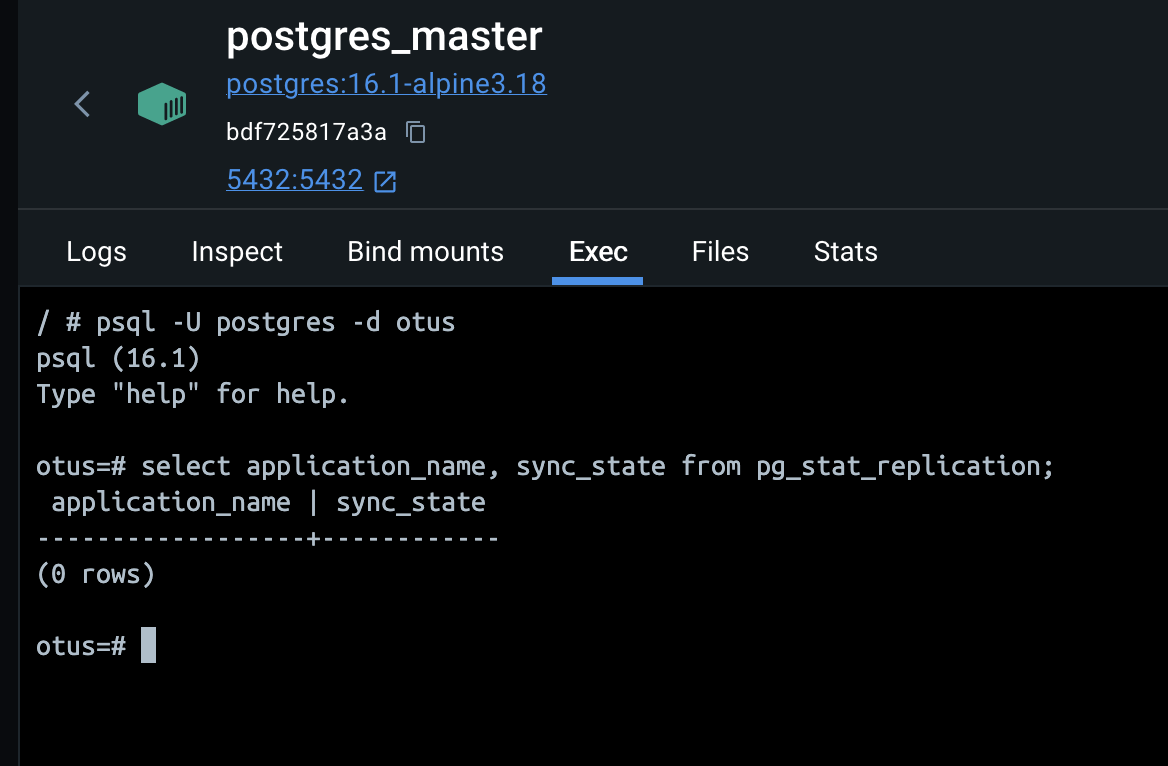 postgres_master
postgres:16.1-alpine3.18
bdf725817a3a
5432:5432
Logs Inspect Bind mounts Exec Files Stats
/ # psql -U postgres -d otus
psql (16.1)
Type "help" for help.
otus=# select application_name, sync_state from pg_stat_replication;
application_name | sync_state
------------------+------------
(0 rows)
otus=#